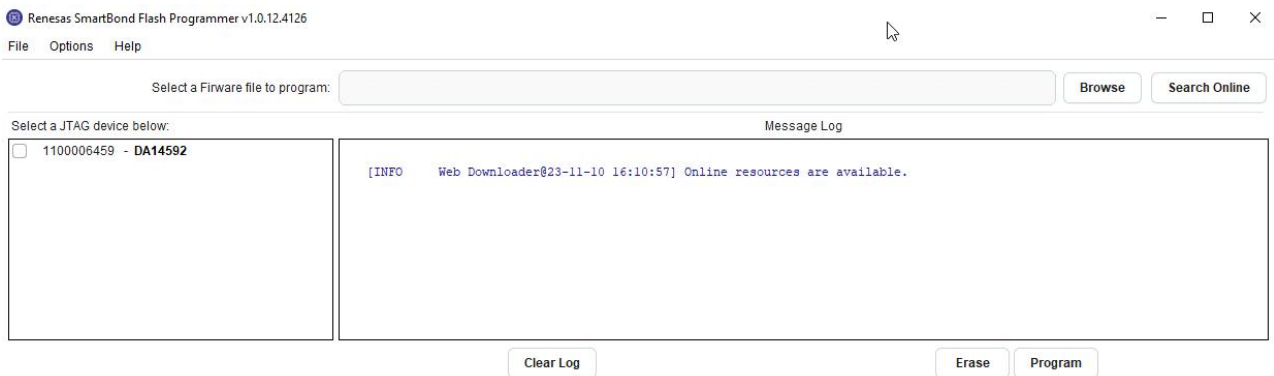 Renesas SmartBond Flash Programmer v1.0.12.4126
File Options Help
Select a Firware file to program:
Browse
Search Online
Select a JTAG device below:
Message Log
1100006459 - DA14592
[INFO Web Downloader@23-11-10 16:10:57] Online resources are available.
Clear Log
Erase
Program